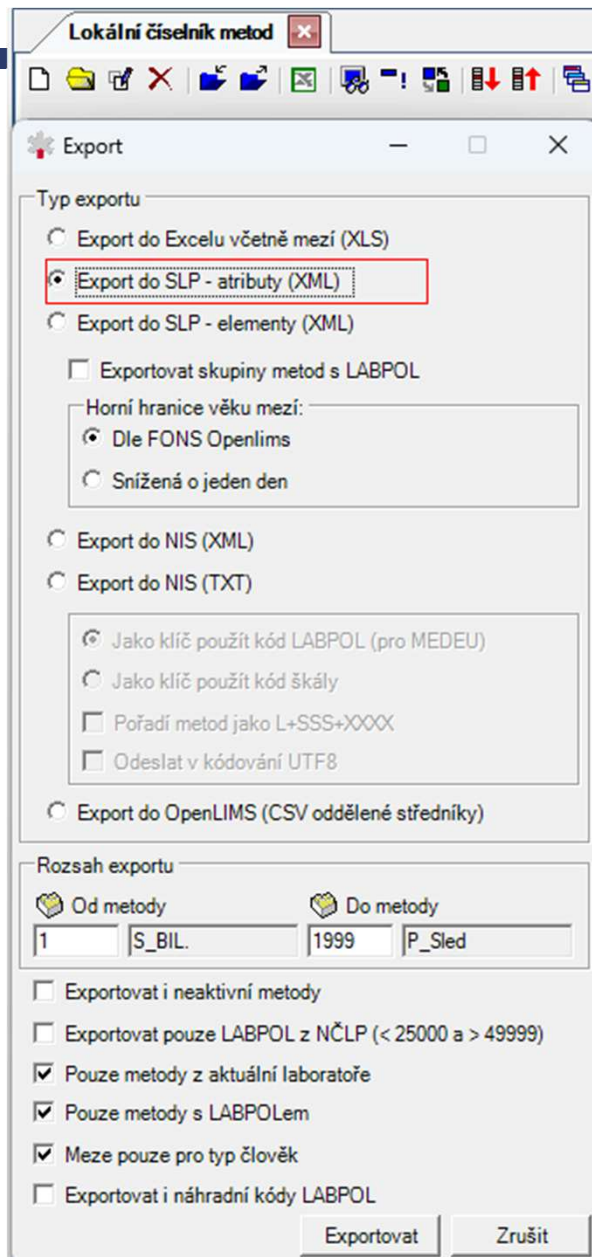 Lokální číselník metod
Export
Typ exportu
Export do Excelu včetně mezí (XLS)
Export do SLP - atributy (XML)
Export do SLP - elementy (XML)
Exportovat skupiny metod s LABPOL
Horní hranice věku mezí:
Dle FONS Openlims
Snížená o jeden den
Export do NIS (XML)
Export do NIS (TXT)
Jako klíč použít kód LABPOL (pro MEDEU)
Jako klíč použít kód škály
Pořadí metod jako L+SSS+XXXX
Odeslat v kódování UTF8
Export do OpenLIMS (CSV oddělené středníky)
Rozsah exportu
Od metody Do metody
1 S_BIL. 1999 P_Sled
Exportovat i neaktivní metody
Exportovat pouze LABPOL z NČLP (< 25000 a > 49999)
Pouze metody z aktuální laboratoře
Pouze metody s LABPOLem
Meze pouze pro typ člověk
Exportovat i náhradní kódy LABPOL
Exportovat Zrušit